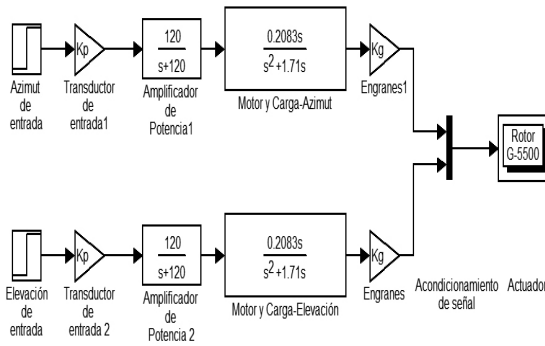 Kp
120
s+120
0.2083s
s²+1.71s
Kg
Azimut
de
entrada
Transductor
de
entrada1
Amplificador
de
Potencia1
Motor y Carga-Azimut
Engranes1
Rotor
G-5500
Kp
120
s+120
0.2083s
s²+1.71s
Kg
Elevación
de
entrada
Transductor
de
entrada 2
Amplificador
de
Potencia 2
Motor y Carga-Elevación
Engranes
Acondicionamiento
de señal
Actuador